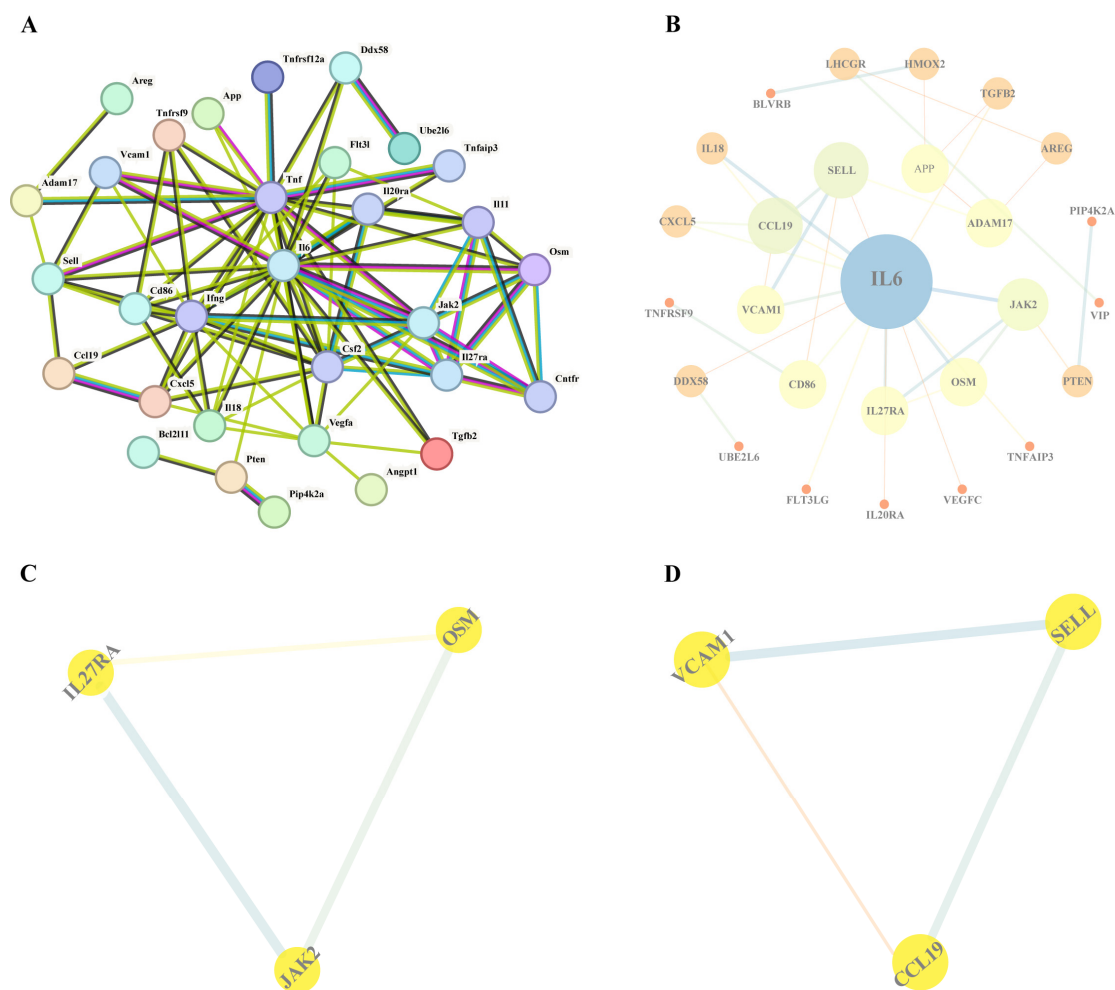 A
B
Ddx58
Tnfrsf12a
Areg
App
Tnfrsf9
Ube2l6
Flt3l
Tnfaip3
Vcam1
Tnf
Adam17
Il20ra
Il11
Il6
Osm
Sell
Cd86
Ifng
Jak2
Il27ra
Csf2
Ccl19
Cxcl5
Cntfr
Il18
Vegfa
Bcl2l11
Tgfb2
Pten
Angpt1
Pip4k2a
LHCGR
HMOX2
BLVRB
TGFB2
IL18
AREG
SELL
APP
CXCL5
CCL19
ADAM17
PIP4K2A
IL6
TNFRSF9
VCAM1
JAK2
VIP
DDX58
CD86
OSM
PTEN
IL27RA
UBE2L6
TNFAIP3
FLT3LG
VEGFC
IL20RA
C
D
OSM
IL27RA
JAK2
SELL
VCAM1
CCL19